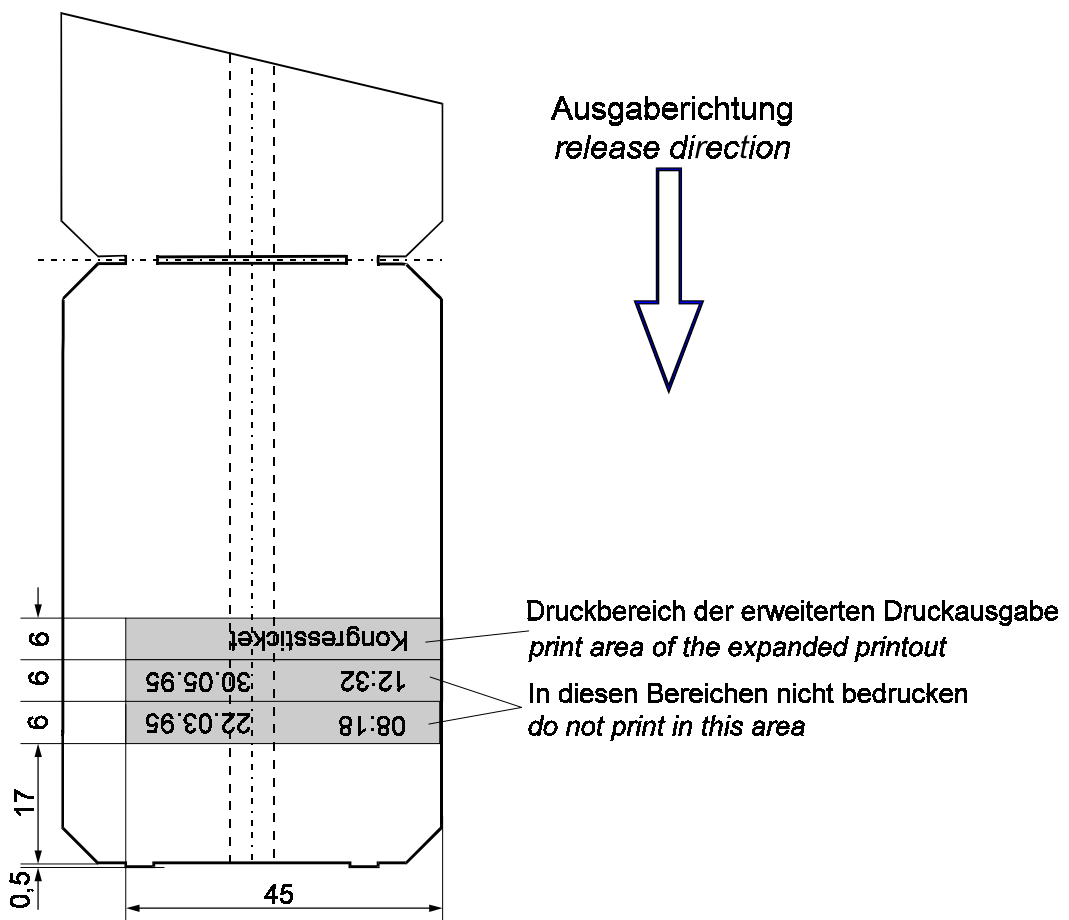 Ausgaberichtung
release direction
Druckbereich der erweiterten Druckausgabe
print area of the expanded printout
In diesen Bereichen nicht bedrucken
do not print in this area
Kongressticket
12:32 30.05.95
08:18 22.03.95
6
6
6
17
0,5
45